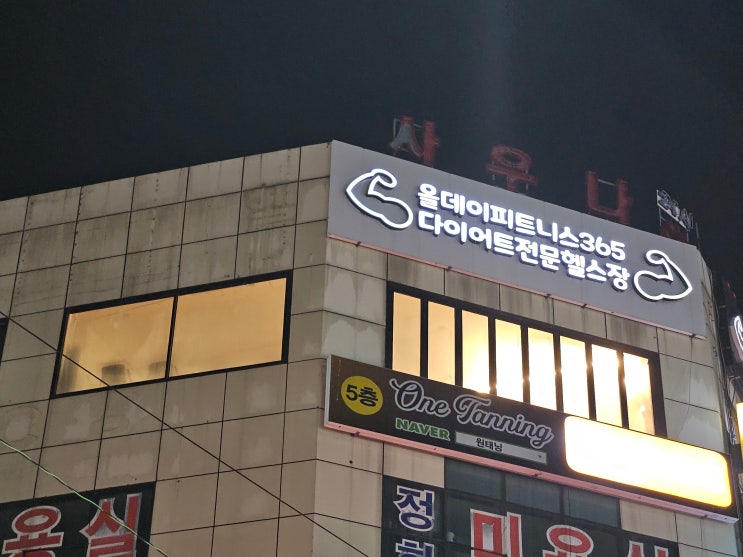 사우나
올데이피트니스365
다이어트전문헬스장
5층
One Tanning
NAVER
원태닝
용실
정
미용실